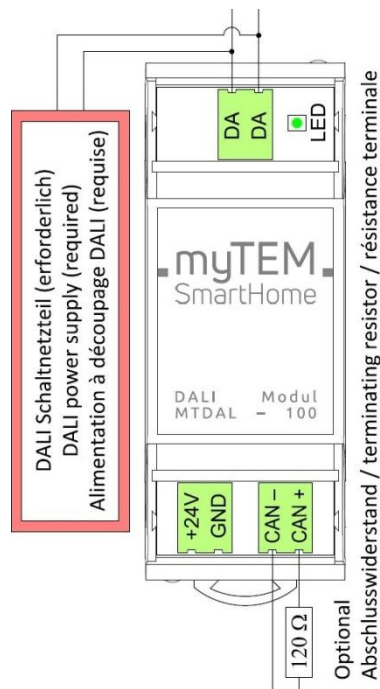 DALI Schaltnetzteil (erforderlich)
DALI power supply (required)
Alimentation à découpage DALI (requise)
DA
DA
LED
myTEM
SmartHome
DALI Modul
MTDAL – 100
+24V
GND
CAN –
CAN +
120 Ω
Optional
Abschlusswiderstand / terminating resistor / résistance terminale